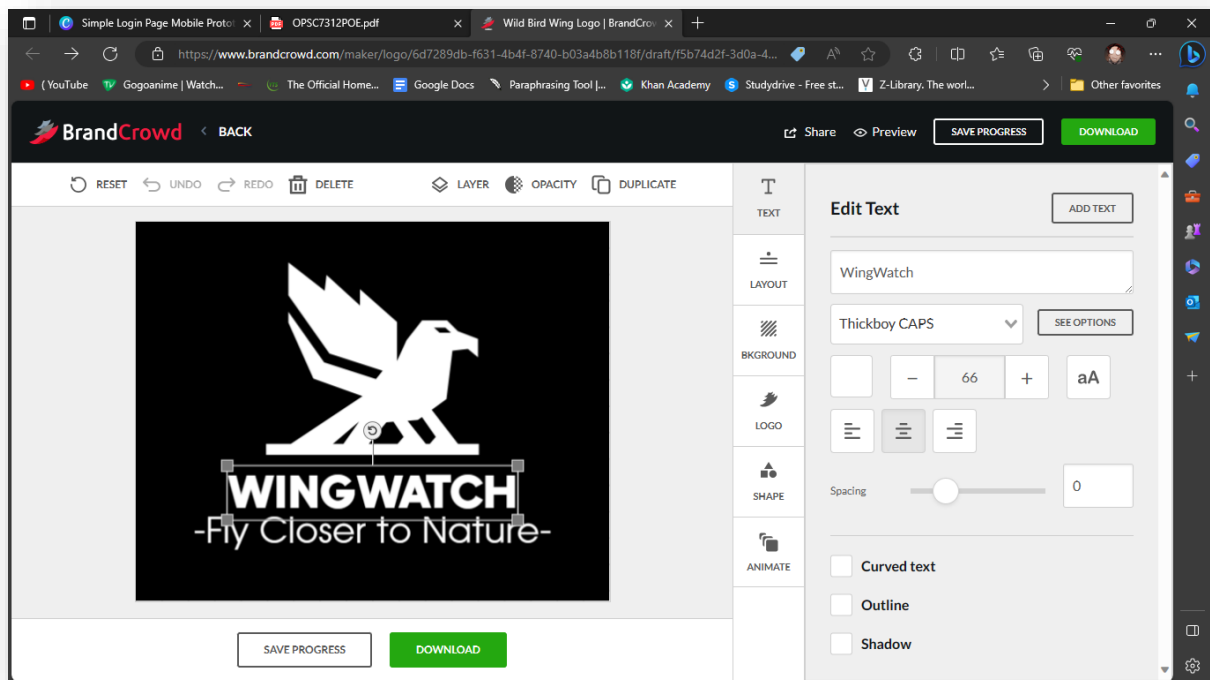 Simple Login Page Mobile Protot
OPSC7312POE.pdf
Wild Bird Wing Logo | BrandCrow
https://www.brandcrowd.com/maker/logo/6d7289db-f631-4b4f-8740-b03a4b8b118f/draft/f5b74d2f-3d0a-4...
( YouTube
Gogoanime | Watch...
The Official Home...
Google Docs
Paraphrasing Tool |...
Khan Academy
Studydrive - Free st...
Z-Library. The worl...
Other favorites
BrandCrowd
BACK
Share
Preview
SAVE PROGRESS
DOWNLOAD
RESET
UNDO
REDO
DELETE
LAYER
OPACITY
DUPLICATE
WINGWATCH
-Fly Closer to Nature-
SAVE PROGRESS
DOWNLOAD
TEXT
LAYOUT
BKGROUND
LOGO
SHAPE
ANIMATE
Edit Text
ADD TEXT
WingWatch
Thickboy CAPS
SEE OPTIONS
− 66 +
aA
Spacing
0
Curved text
Outline
Shadow